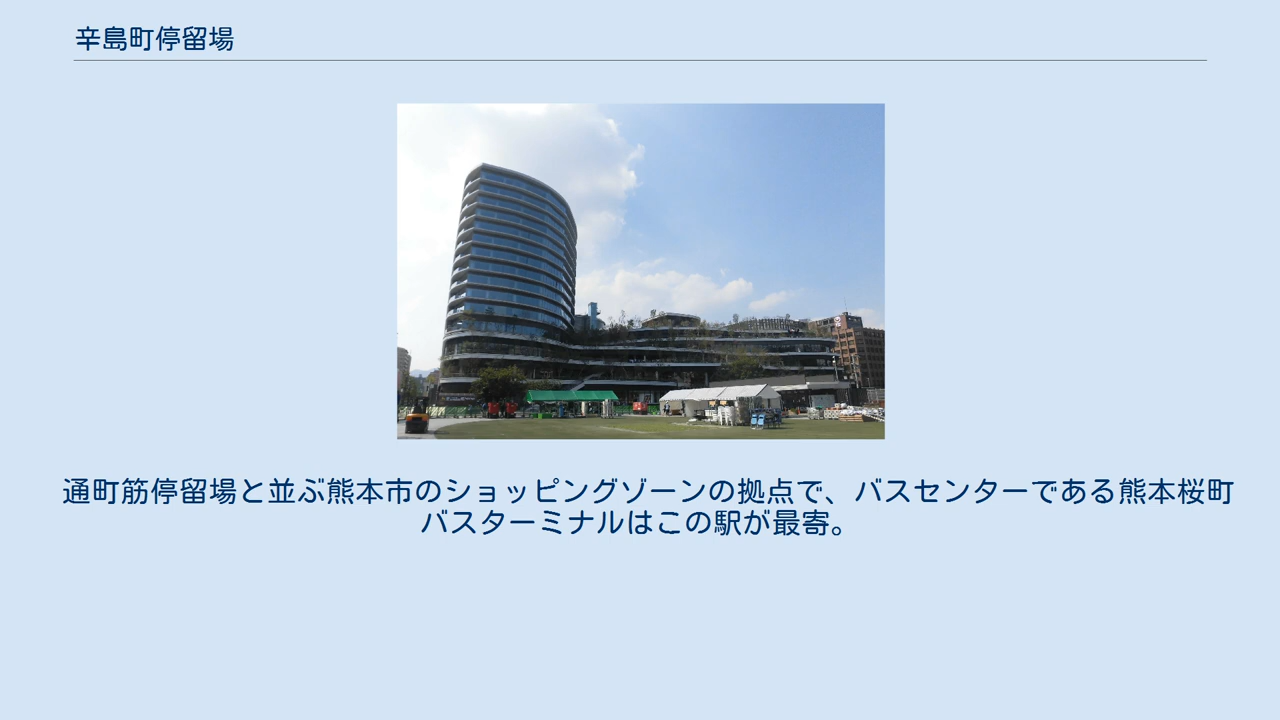 辛島町停留場
通町筋停留場と並ぶ熊本市のショッピングゾーンの拠点で、バスセンターである熊本桜町
バスターミナルはこの駅が最寄。